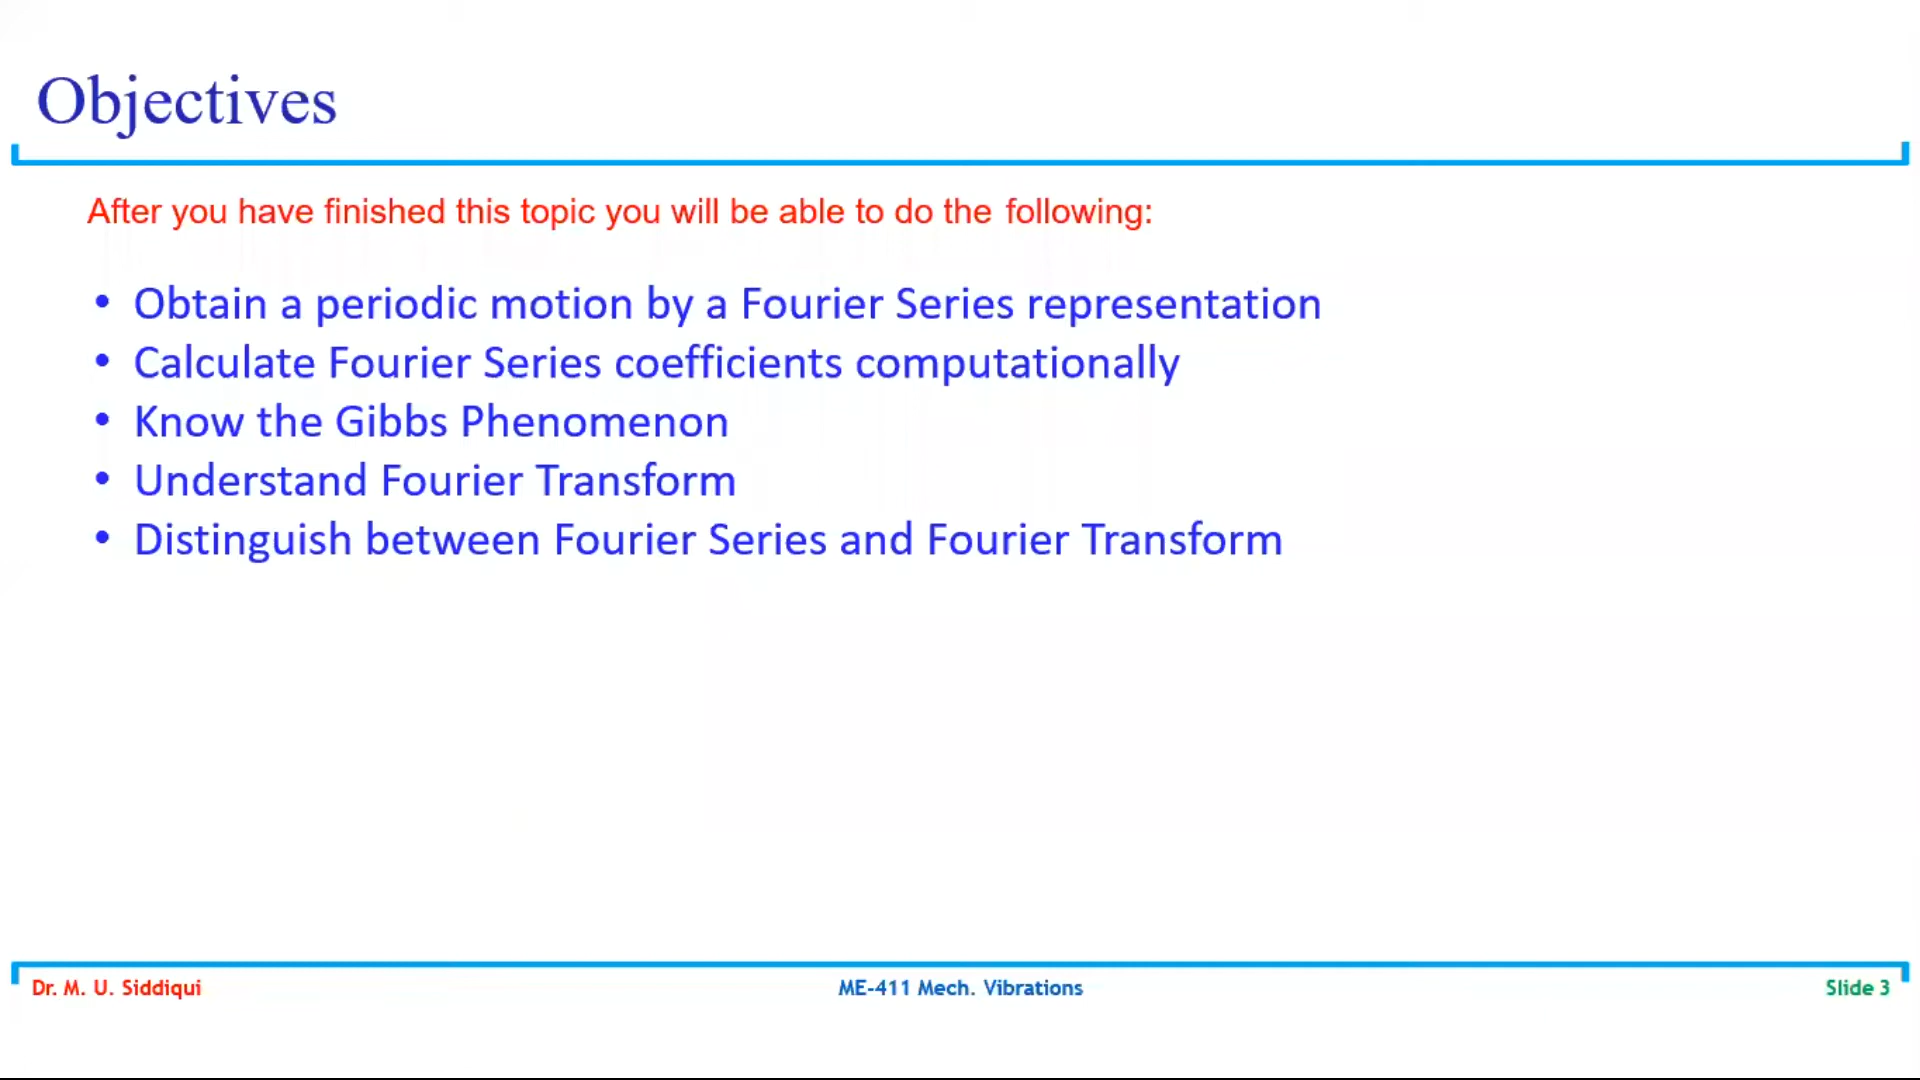 Objectives
After you have finished this topic you will be able to do the following:
• Obtain a periodic motion by a Fourier Series representation
• Calculate Fourier Series coefficients computationally
• Know the Gibbs Phenomenon
• Understand Fourier Transform
• Distinguish between Fourier Series and Fourier Transform
Dr. M. U. Siddiqui
ME-411 Mech. Vibrations
Slide 3